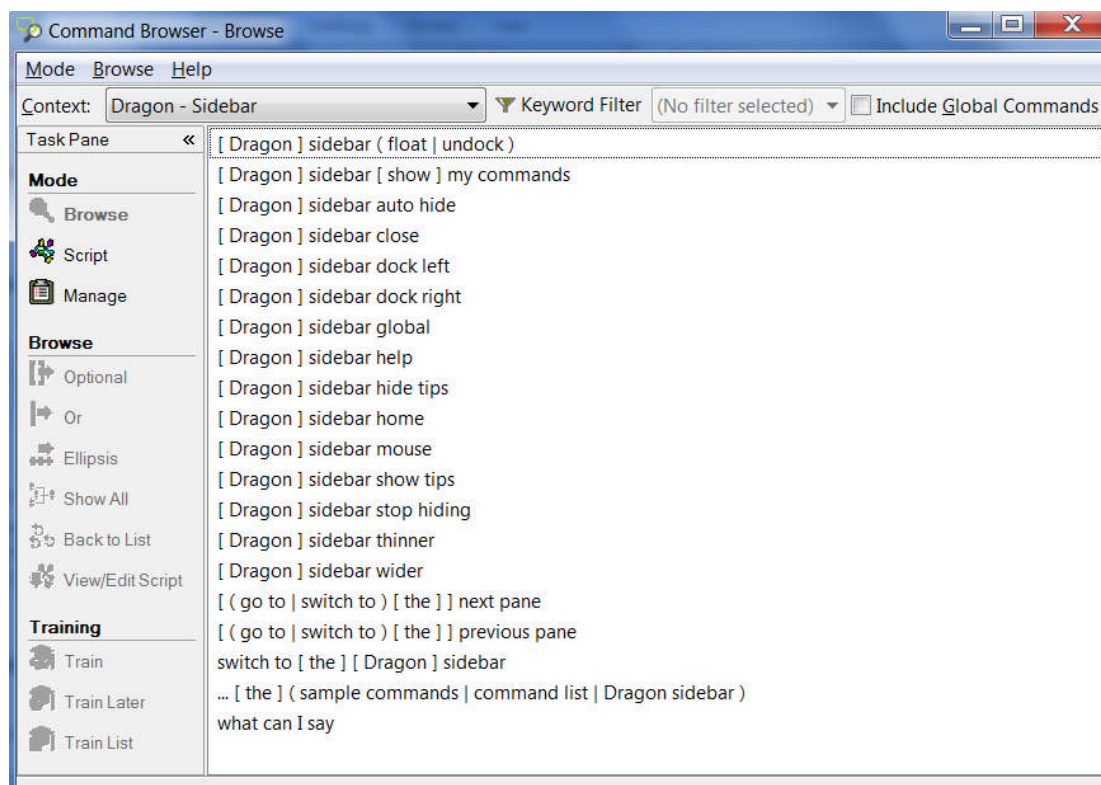 Command Browser - Browse
Mode Browse Help
Context: Dragon - Sidebar Keyword Filter (No filter selected) Include Global Commands
Task Pane «
Mode
Browse
Script
Manage
Browse
Optional
Or
Ellipsis
Show All
Back to List
View/Edit Script
Training
Train
Train Later
Train List
[ Dragon ] sidebar ( float | undock )
[ Dragon ] sidebar [ show ] my commands
[ Dragon ] sidebar auto hide
[ Dragon ] sidebar close
[ Dragon ] sidebar dock left
[ Dragon ] sidebar dock right
[ Dragon ] sidebar global
[ Dragon ] sidebar help
[ Dragon ] sidebar hide tips
[ Dragon ] sidebar home
[ Dragon ] sidebar mouse
[ Dragon ] sidebar show tips
[ Dragon ] sidebar stop hiding
[ Dragon ] sidebar thinner
[ Dragon ] sidebar wider
[ ( go to | switch to ) [ the ] ] next pane
[ ( go to | switch to ) [ the ] ] previous pane
switch to [ the ] [ Dragon ] sidebar
... [ the ] ( sample commands | command list | Dragon sidebar )
what can I say